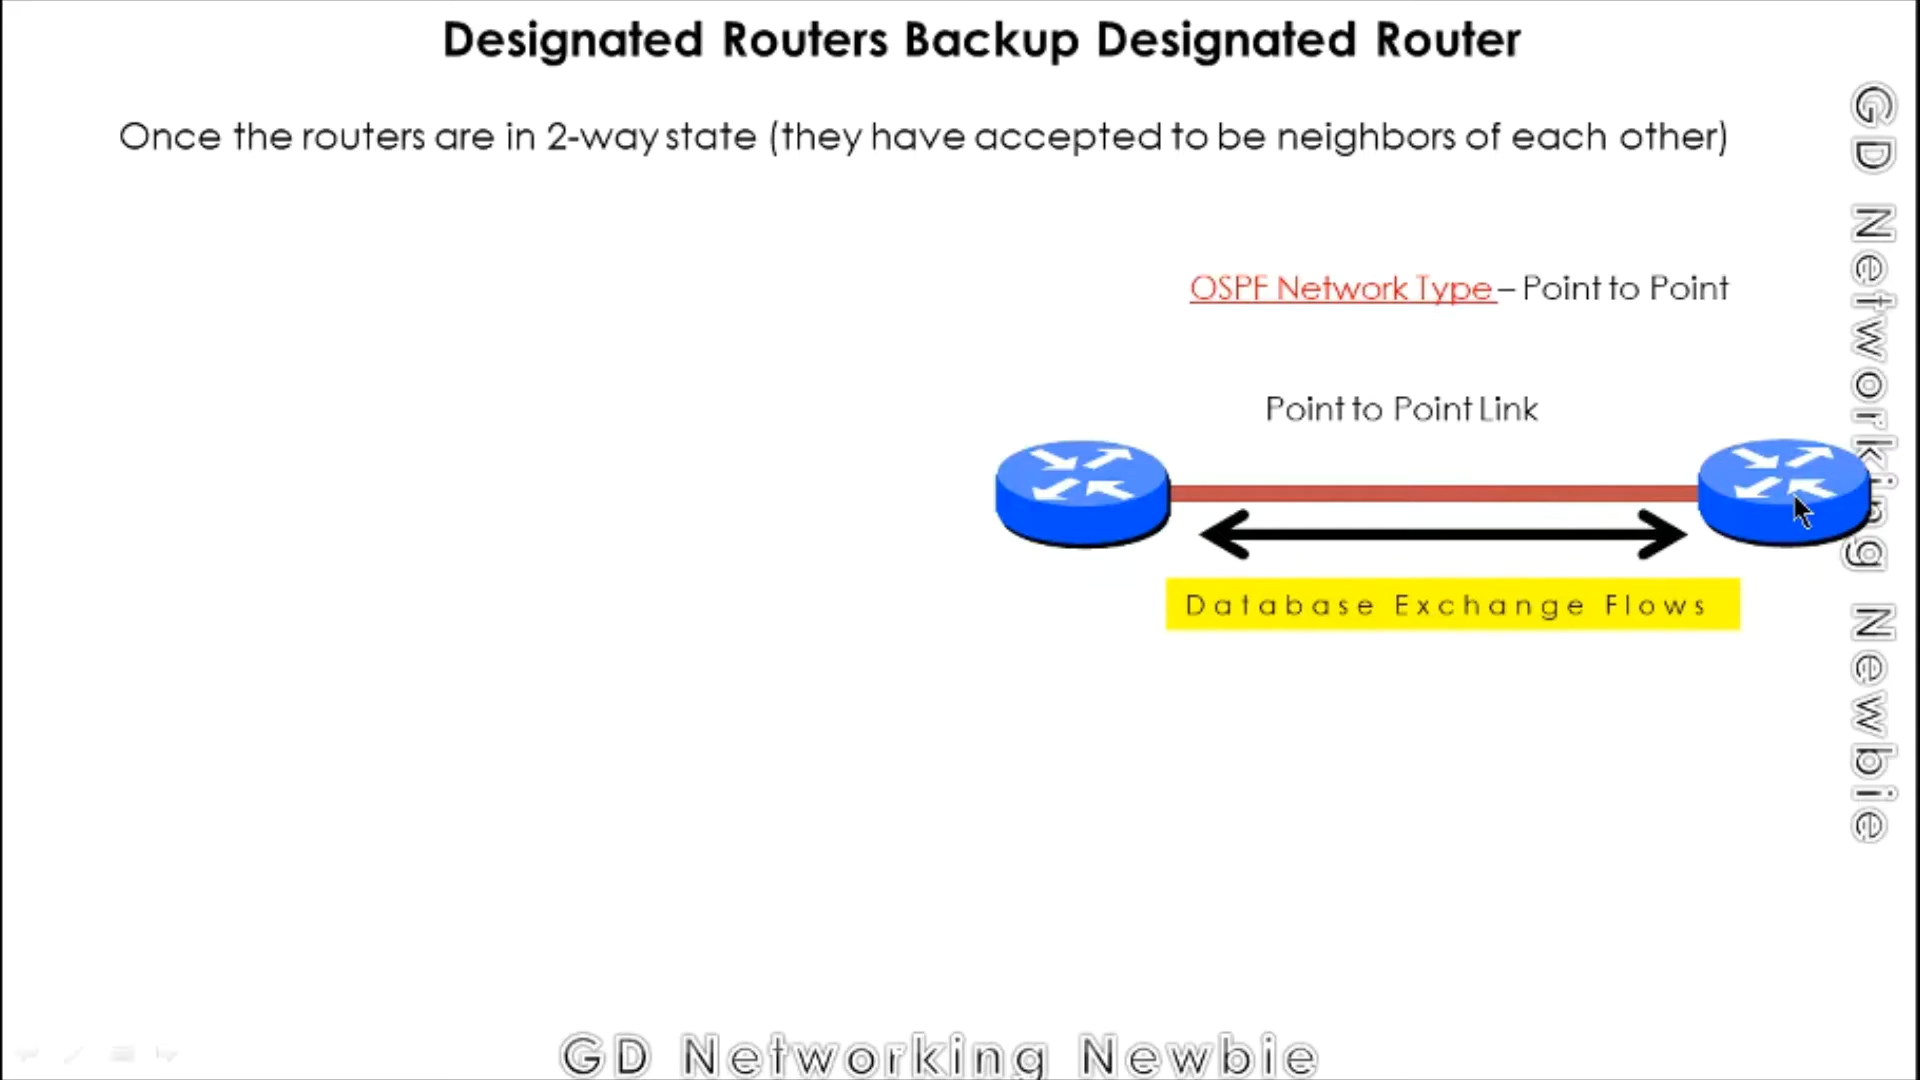 Designated Routers Backup Designated Router
Once the routers are in 2-way state (they have accepted to be neighbors of each other)
OSPF Network Type – Point to Point
Point to Point Link
Database Exchange Flows
GD Networking Newbie
GD Networking Newbie